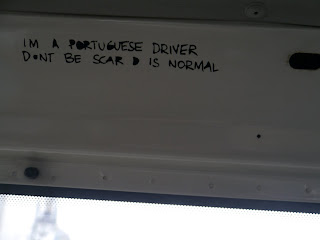 IM A PORTUGUESE DRIVER
DONT BE SCAR D IS NORMAL